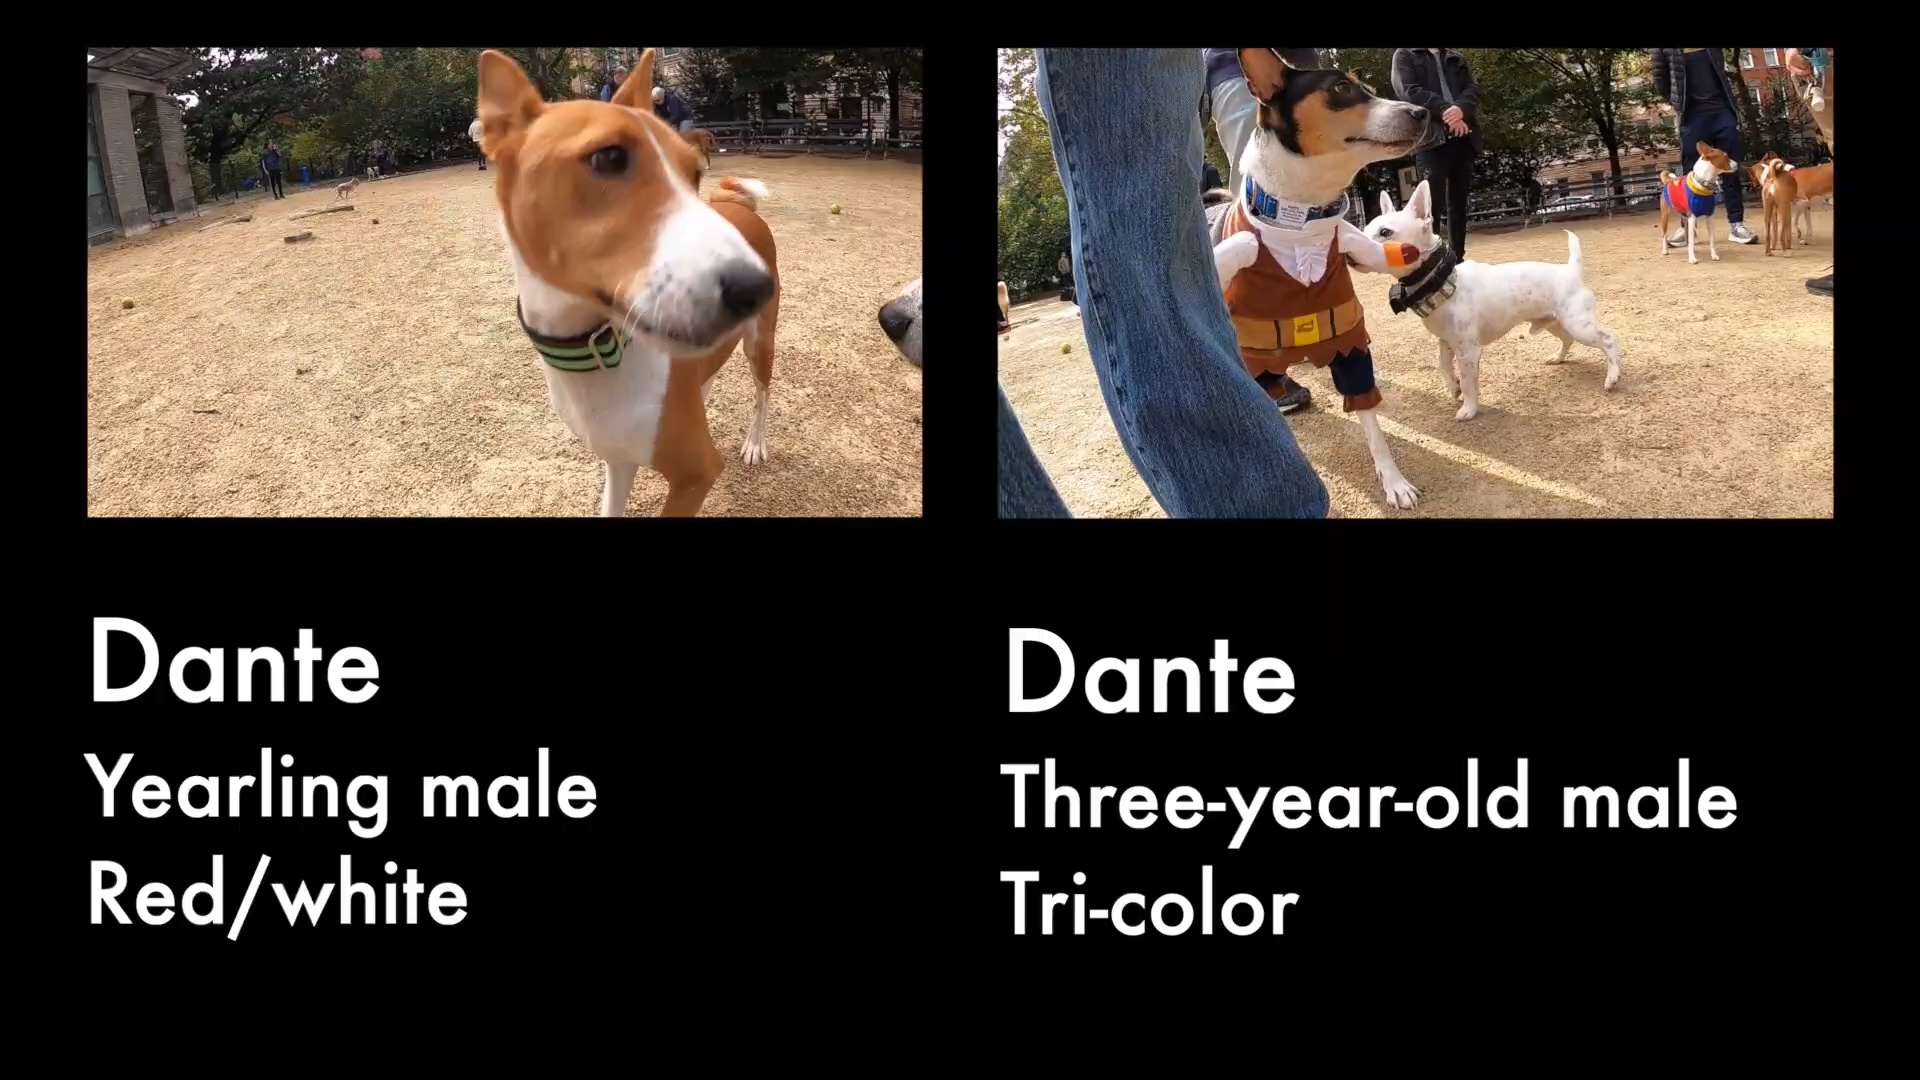 Dante
Yearling male
Red/white
Dante
Three-year-old male
Tri-color